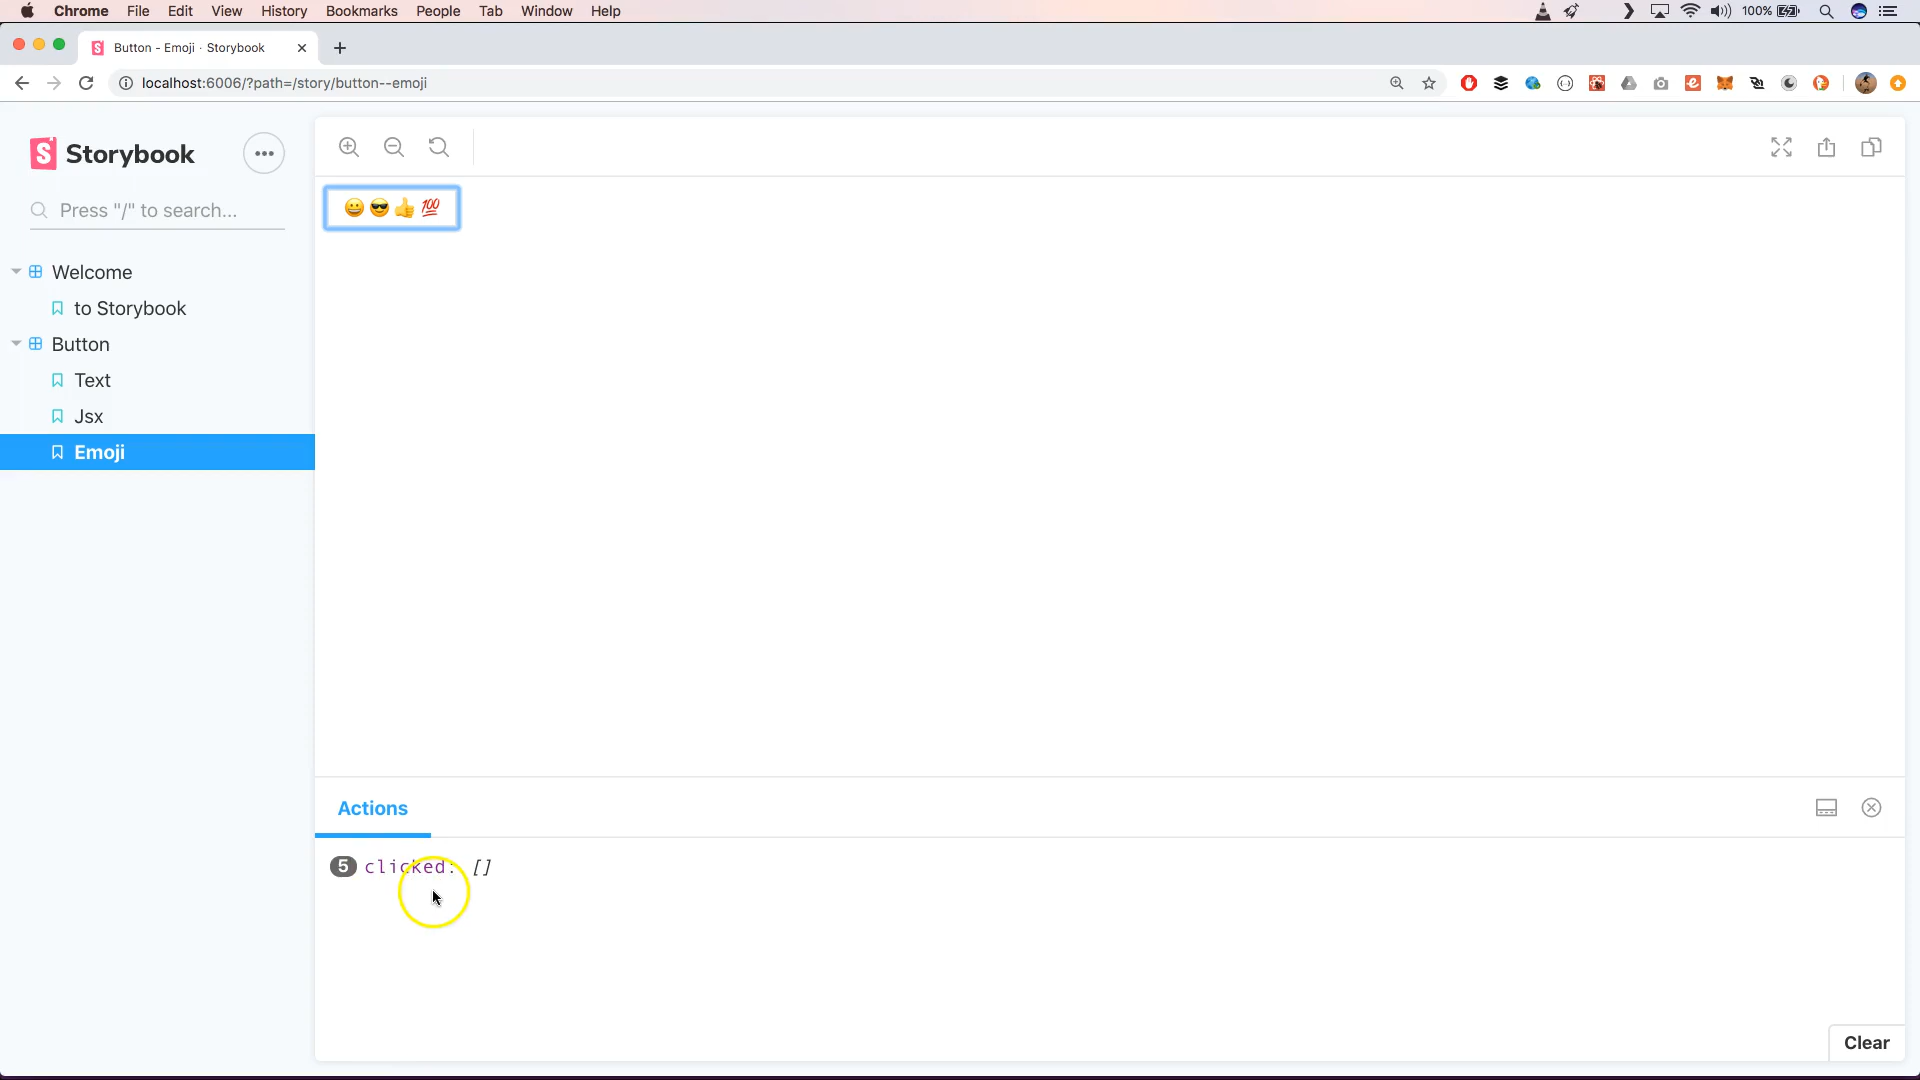 Chrome File Edit View History Bookmarks People Tab Window Help 100%
Button - Emoji · Storybook
localhost:6006/?path=/story/button--emoji
Storybook
Press "/" to search...
😀 😎 👍 💯
Welcome
to Storybook
Button
Text
Jsx
Emoji
Actions
5 clicked: []
Clear